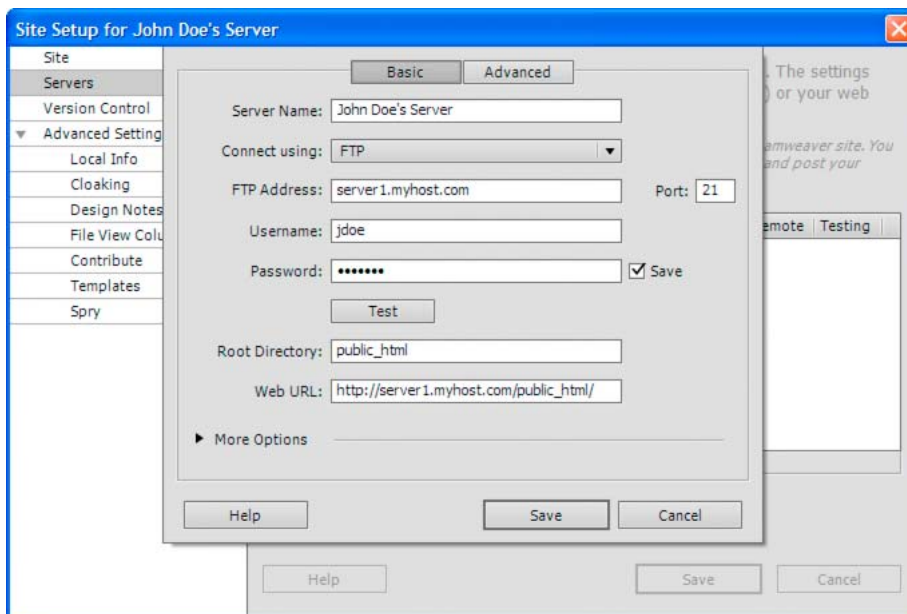 Site Setup for John Doe's Server
Site
Servers
Version Control
Advanced Setting
Local Info
Cloaking
Design Notes
File View Colu
Contribute
Templates
Spry
Basic Advanced
Server Name: John Doe's Server
Connect using: FTP
FTP Address: server1.myhost.com Port: 21
Username: jdoe
Password: ••••••• Save
Test
Root Directory: public_html
Web URL: http://server1.myhost.com/public_html/
More Options
Help Save Cancel
. The settings
) or your web
amweaver site. You
and post your
emote Testing
Help Save Cancel